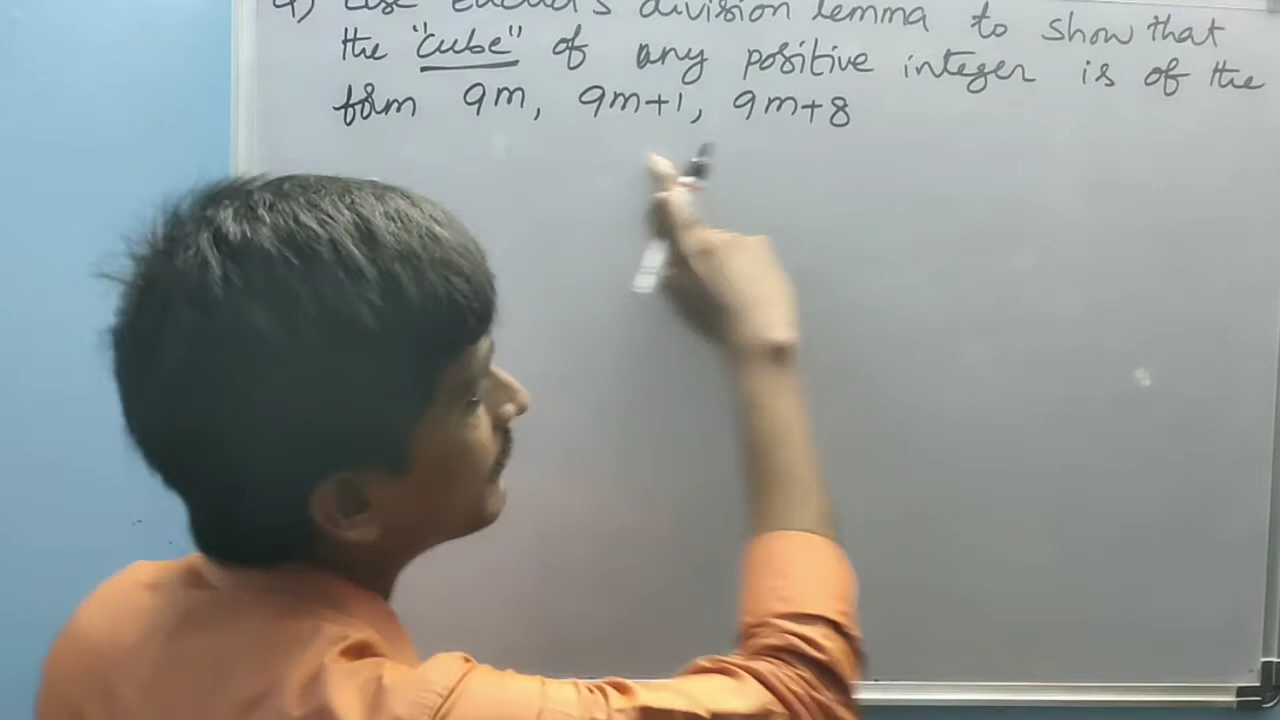 4) Use Euclid's division lemma to show that
the "cube" of any positive integer is of the
form 9m, 9m+1, 9m+8